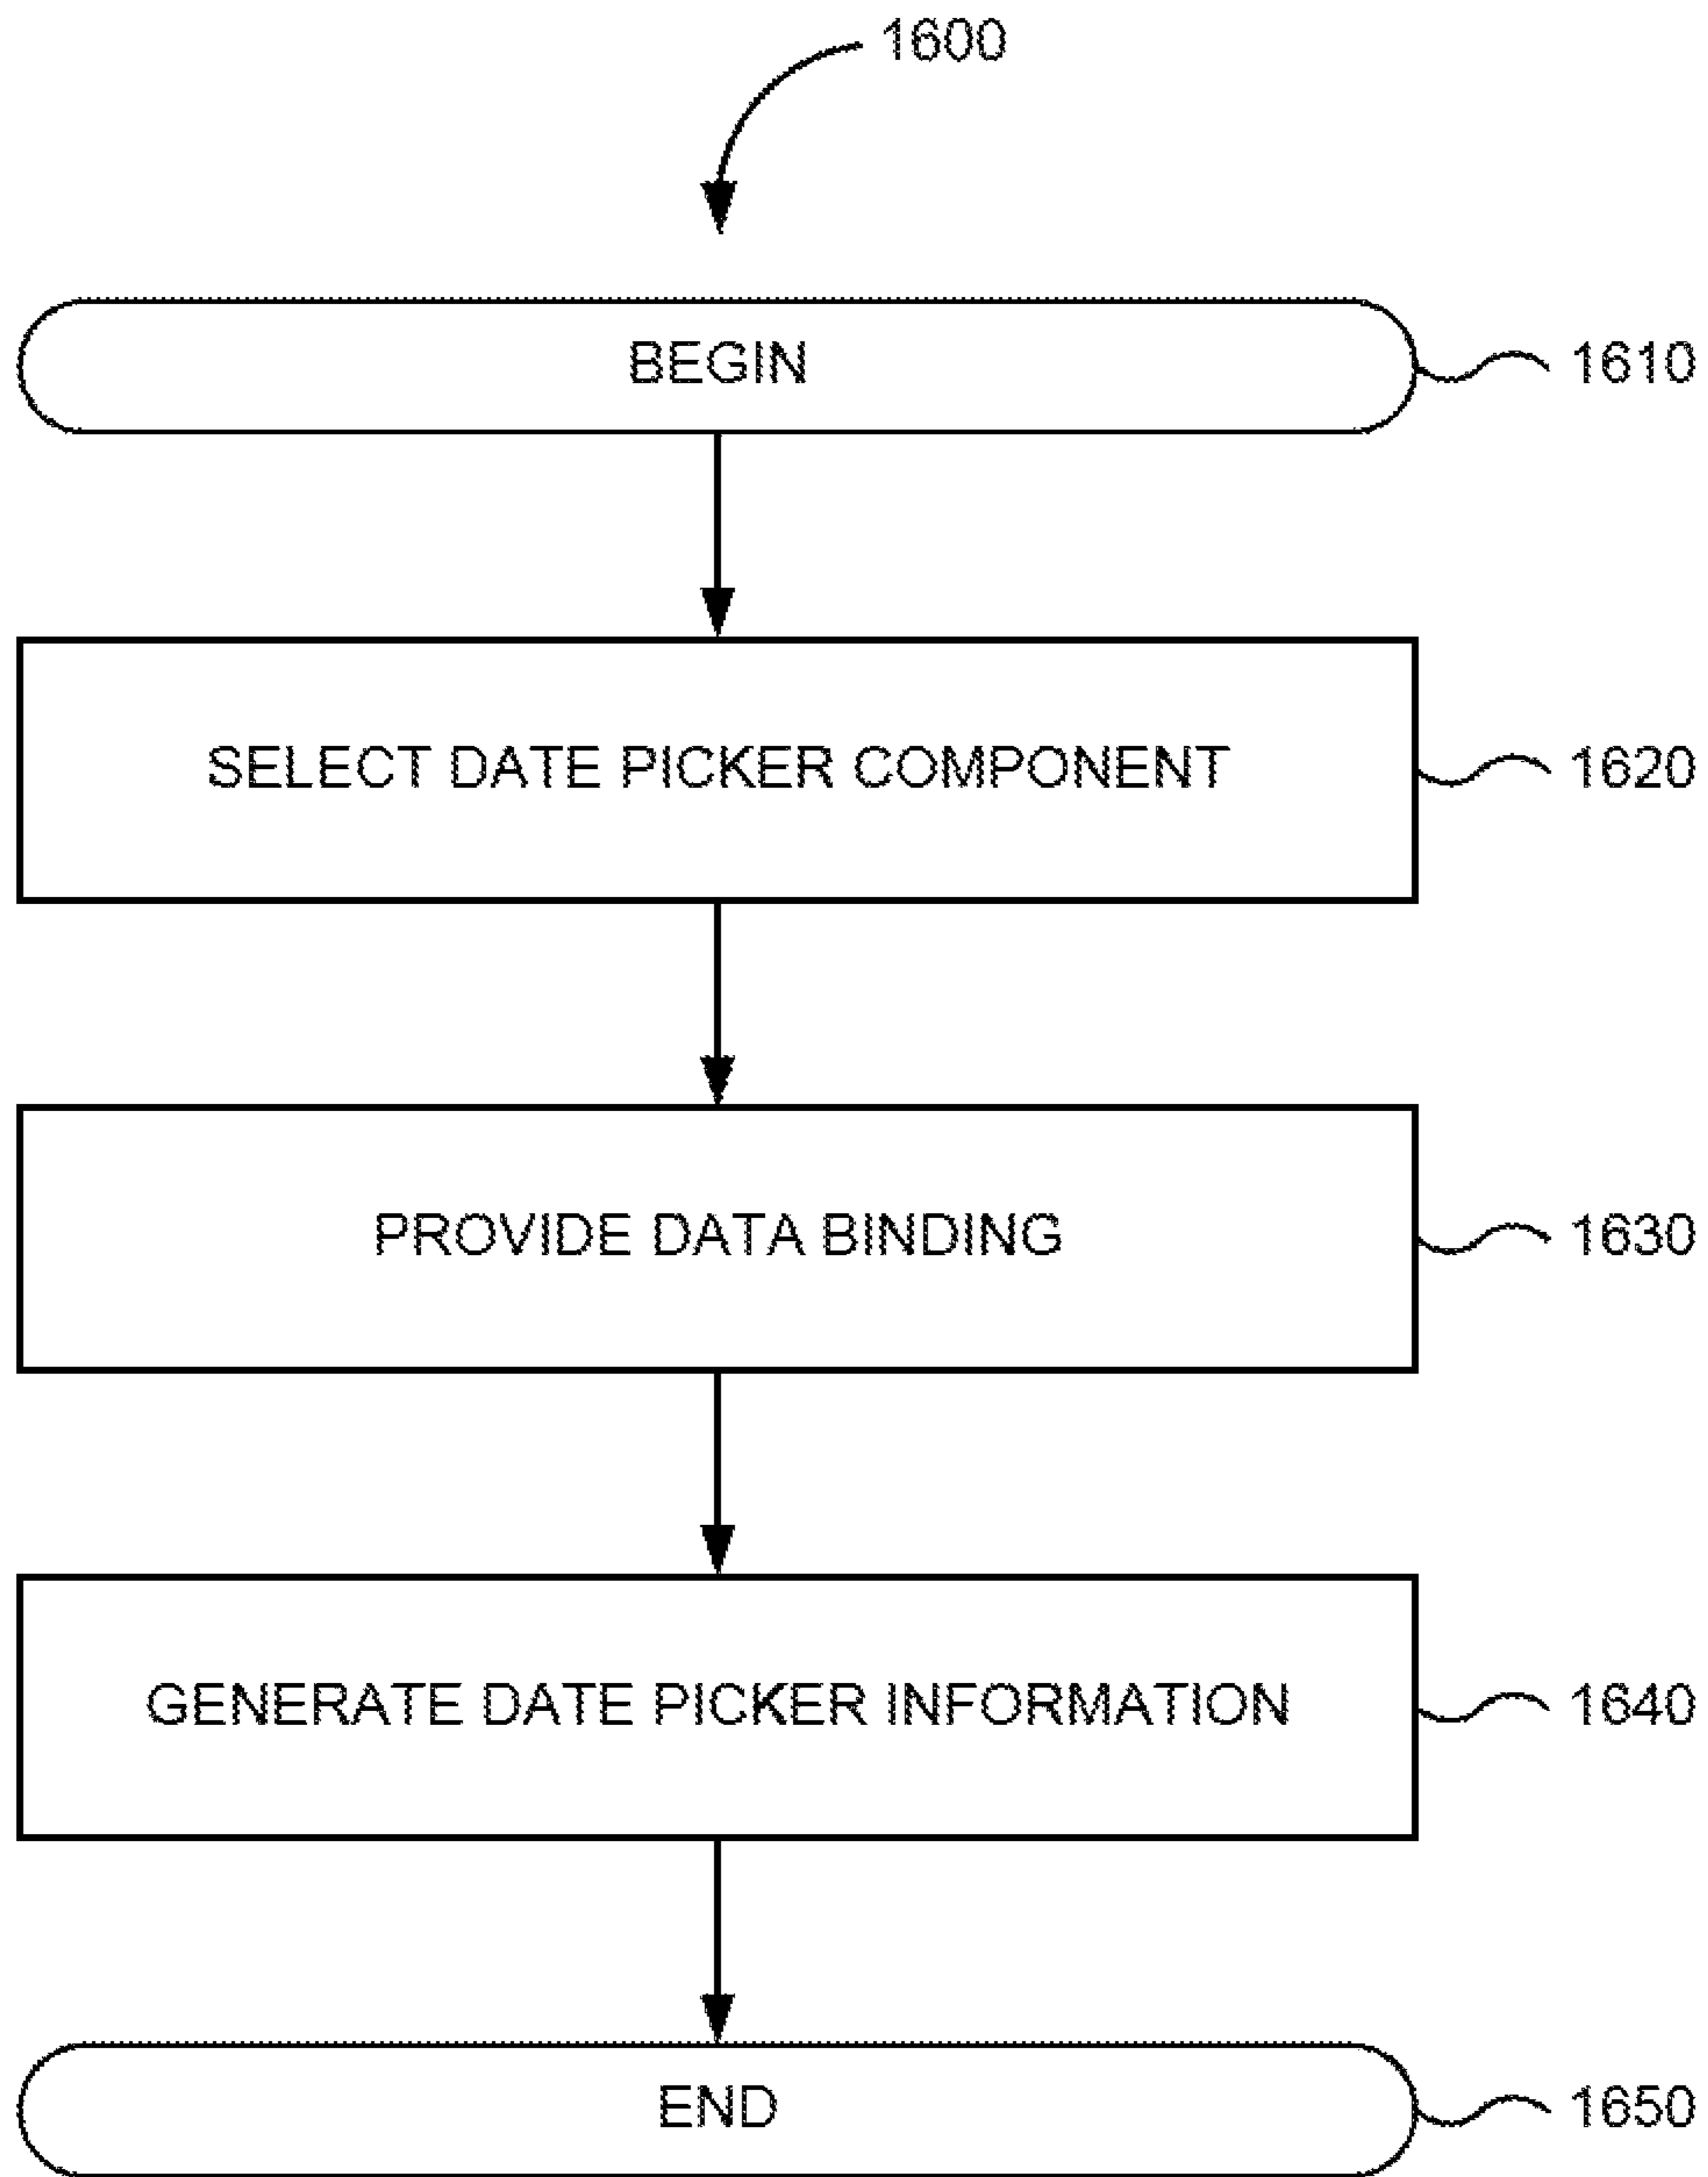 1600
BEGIN
1610
SELECT DATE PICKER COMPONENT
1620
PROVIDE DATA BINDING
1630
GENERATE DATE PICKER INFORMATION
1640
END
1650